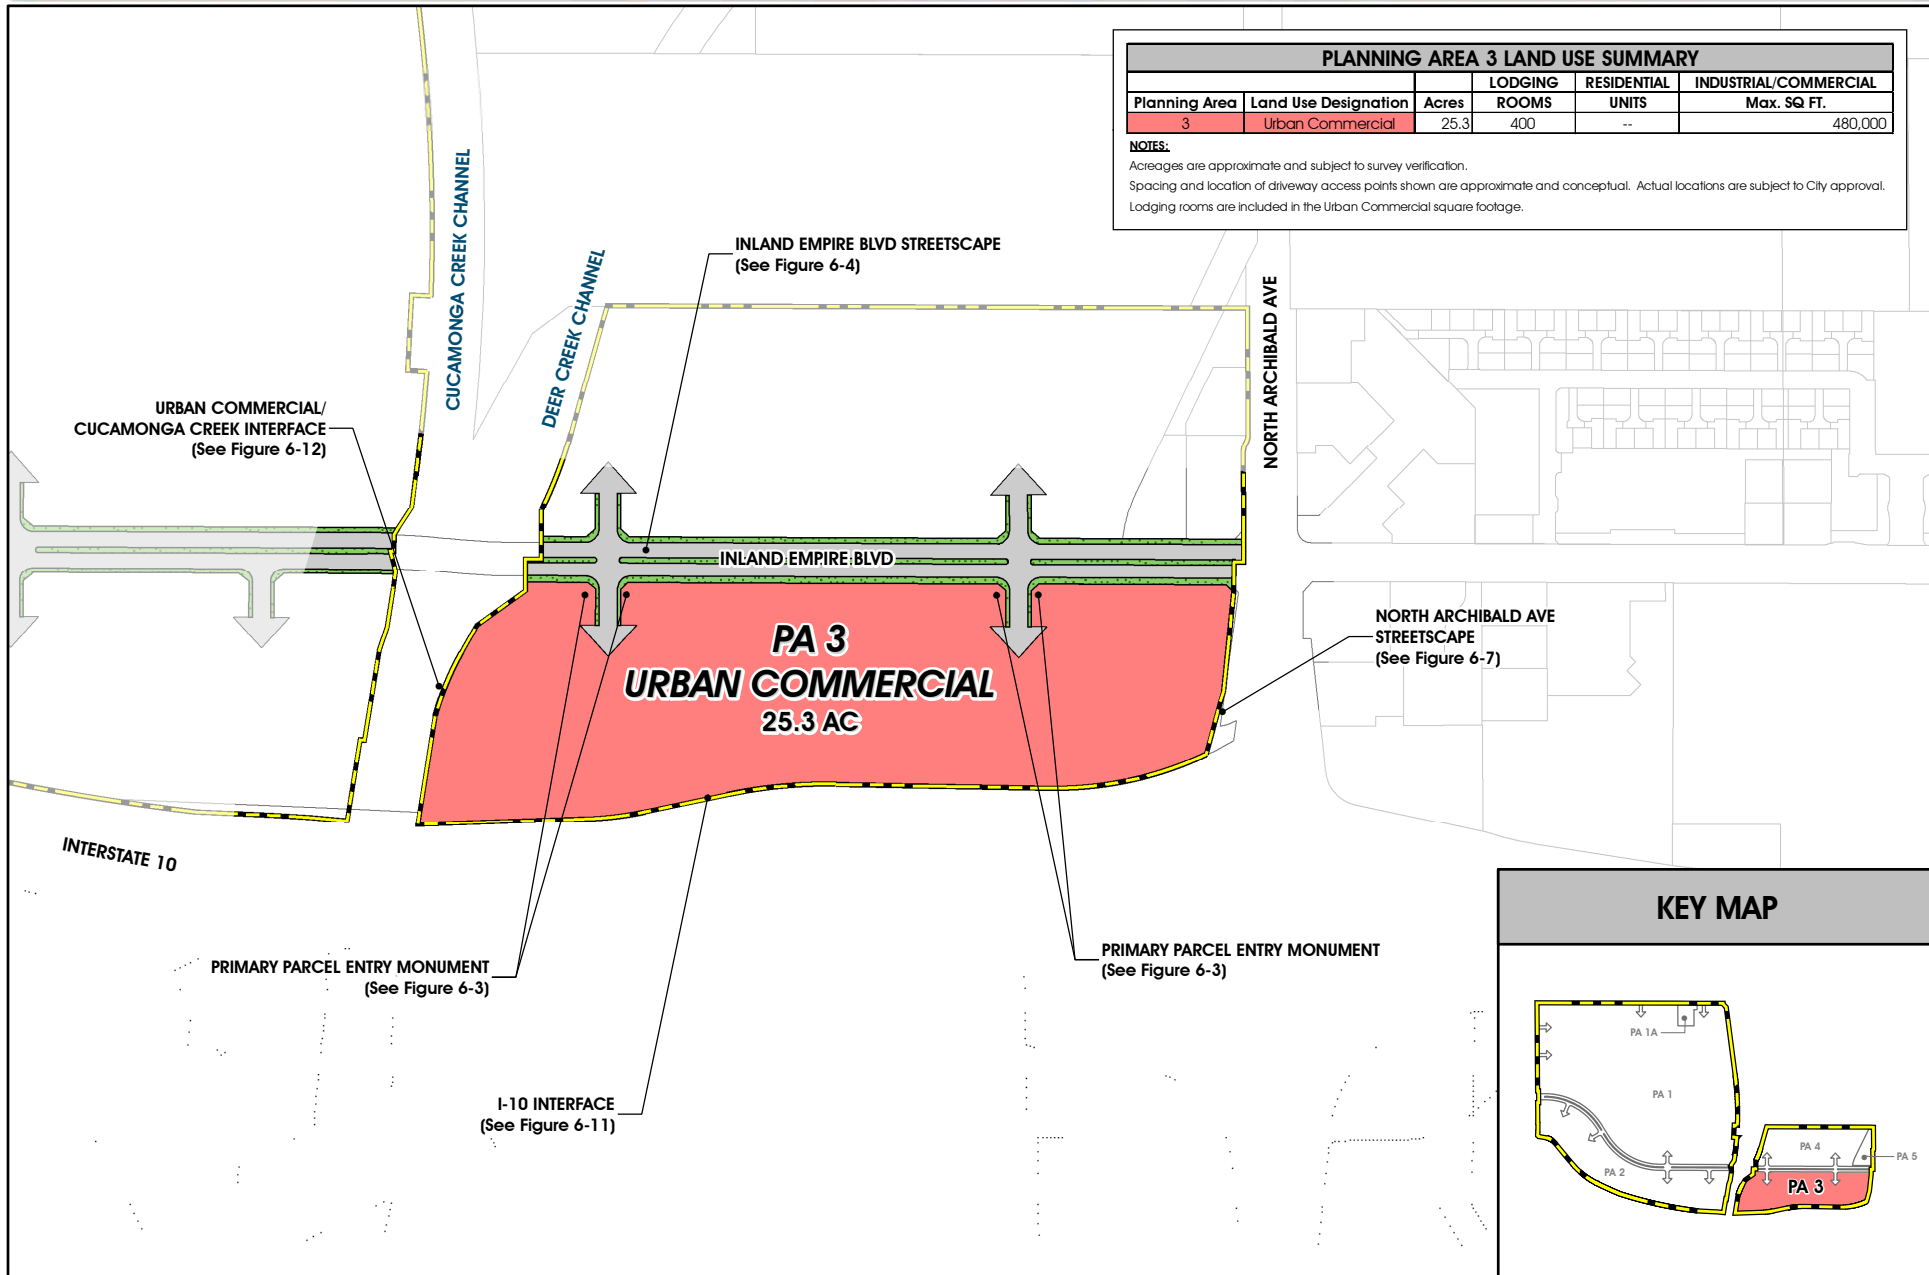 PLANNING AREA 3 LAND USE SUMMARY
LODGING RESIDENTIAL INDUSTRIAL/COMMERCIAL
Planning Area Land Use Designation Acres ROOMS UNITS Max. SQ FT.
3 Urban Commercial 25.3 400 -- 480,000
NOTES:
Acreages are approximate and subject to survey verification.
Spacing and location of driveway access points shown are approximate and conceptual. Actual locations are subject to City approval.
Lodging rooms are included in the Urban Commercial square footage.
CUCAMONGA CREEK CHANNEL
DEER CREEK CHANNEL
INLAND EMPIRE BLVD STREETSCAPE
(See Figure 6-4)
NORTH ARCHIBALD AVE
URBAN COMMERCIAL/
CUCAMONGA CREEK INTERFACE
(See Figure 6-12)
INLAND EMPIRE BLVD
PA 3
URBAN COMMERCIAL
25.3 AC
NORTH ARCHIBALD AVE
STREETSCAPE
(See Figure 6-7)
INTERSTATE 10
PRIMARY PARCEL ENTRY MONUMENT
(See Figure 6-3)
PRIMARY PARCEL ENTRY MONUMENT
(See Figure 6-3)
I-10 INTERFACE
(See Figure 6-11)
KEY MAP
PA 1A
PA 1
PA 4
PA 5
PA 2
PA 3